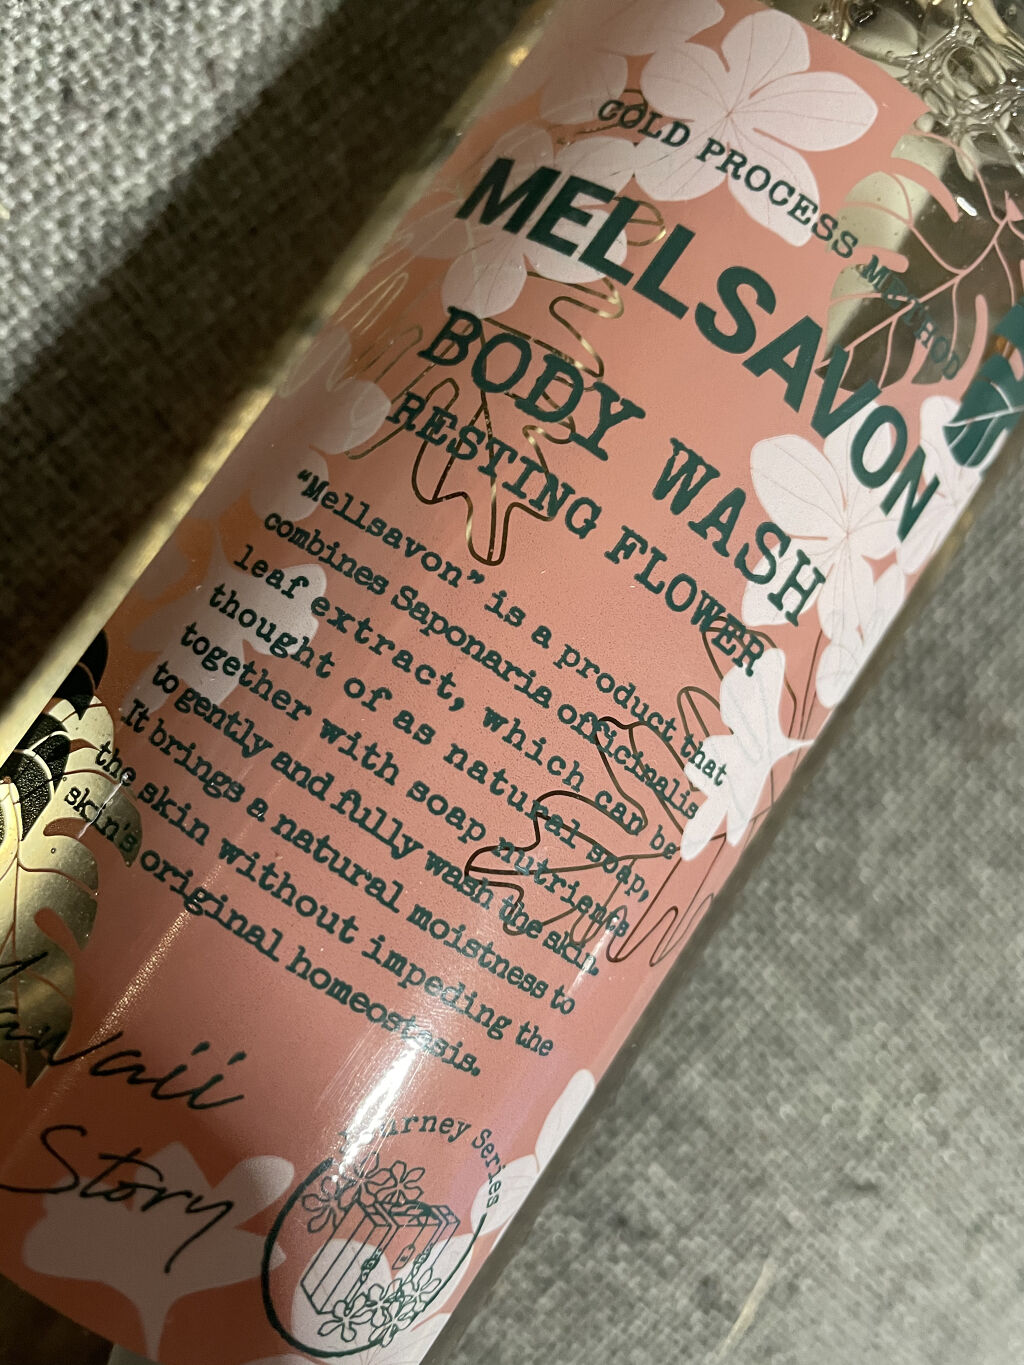 COLD PROCESS METHOD
MELLSAVON
BODY WASH
RESTING FLOWER
“Mellsavon” is a product that
combines Saponaria officinalis
leaf extract, which can be
thought of as natural soap,
together with soap nutrients
to gently and fully wash the skin.
It brings a natural moistness to
the skin without impeding the
skin's original homeostasis.
Hawaii
Story
Journey Series